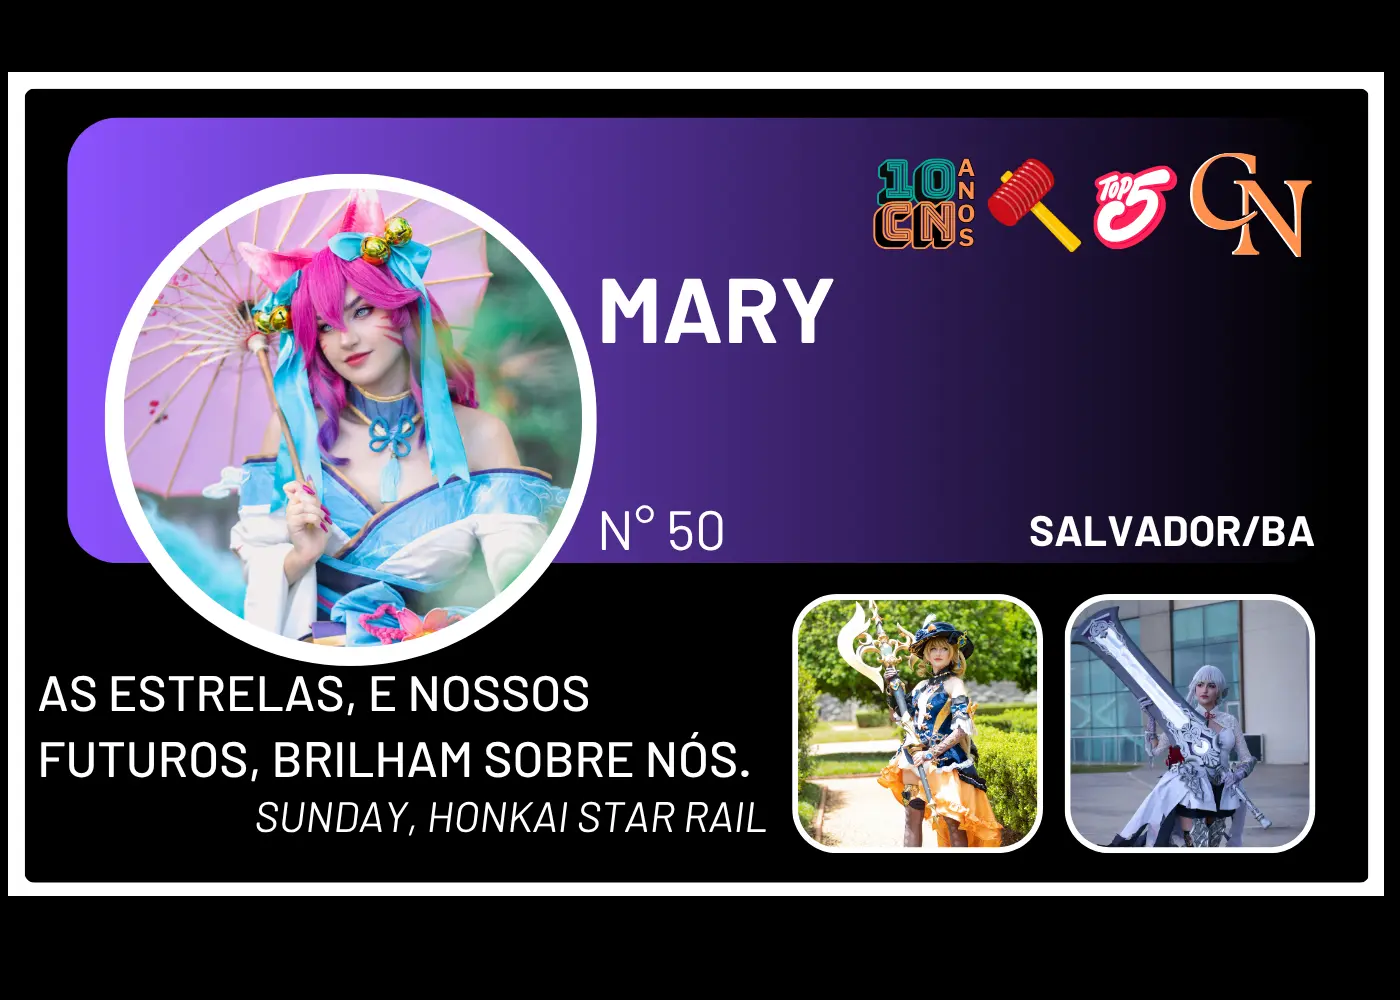 10 ANOS
CN
TOP 5
CN
MARY
N° 50
SALVADOR/BA
AS ESTRELAS, E NOSSOS
FUTUROS, BRILHAM SOBRE NÓS.
SUNDAY, HONKAI STAR RAIL